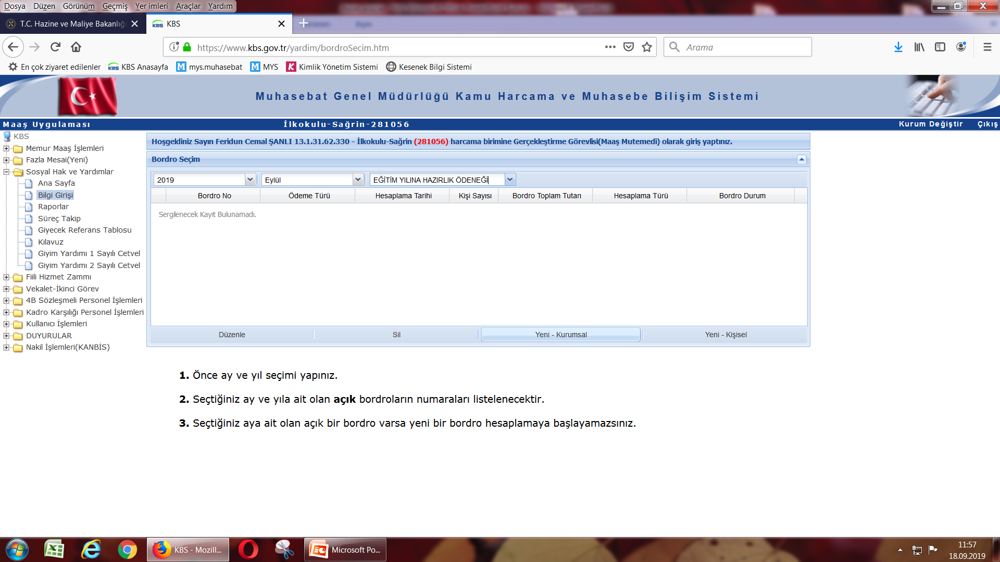 Dosya Düzen Görünüm Geçmiş Yer imleri Araçlar Yardım
T.C. Hazine ve Maliye Bakanlığı
KBS
https://www.kbs.gov.tr/yardim/bordroSecim.htm
Arama
En çok ziyaret edilenler KBS Anasayfa mys.muhasebat MYS Kimlik Yönetim Sistemi Kesenek Bilgi Sistemi
Muhasebat Genel Müdürlüğü Kamu Harcama ve Muhasebe Bilişim Sistemi
Maaş Uygulaması İlkokulu-Sağrin-281056 Kurum Değiştir Çıkış
KBS
Memur Maaş İşlemleri
Fazla Mesai(Yeni)
Sosyal Hak ve Yardımlar
Ana Sayfa
Bilgi Girişi
Raporlar
Süreç Takip
Giyecek Referans Tablosu
Kılavuz
Giyim Yardımı 1 Sayılı Cetvel
Giyim Yardımı 2 Sayılı Cetvel
Fiili Hizmet Zammı
Vekalet-İkinci Görev
4B Sözleşmeli Personel İşlemleri
Kadro Karşılığı Personel İşlemleri
Kullanıcı İşlemleri
DUYURULAR
Nakil İşlemleri(KANBİS)
Hoşgeldiniz Sayın Feridun Cemal ŞANLI 13.1.31.62.330 - İlkokulu-Sağrin (281056) harcama birimine Gerçekleştirme Görevlisi(Maaş Mutemedi) olarak giriş yaptınız.
Bordro Seçim
2019 Eylül EĞİTİM YILINA HAZIRLIK ÖDENEĞİ
Bordro No Ödeme Türü Hesaplama Tarihi Kişi Sayısı Bordro Toplam Tutarı Hesaplama Türü Bordro Durum
Sergilenecek Kayıt Bulunamadı.
Düzenle Sil Yeni - Kurumsal Yeni - Kişisel
1. Önce ay ve yıl seçimi yapınız.
2. Seçtiğiniz ay ve yıla ait olan açık bordroların numaraları listelenecektir.
3. Seçtiğiniz aya ait olan açık bir bordro varsa yeni bir bordro hesaplamaya başlayamazsınız.
KBS - Mozill... Microsoft Po...
11:57
18.09.2019